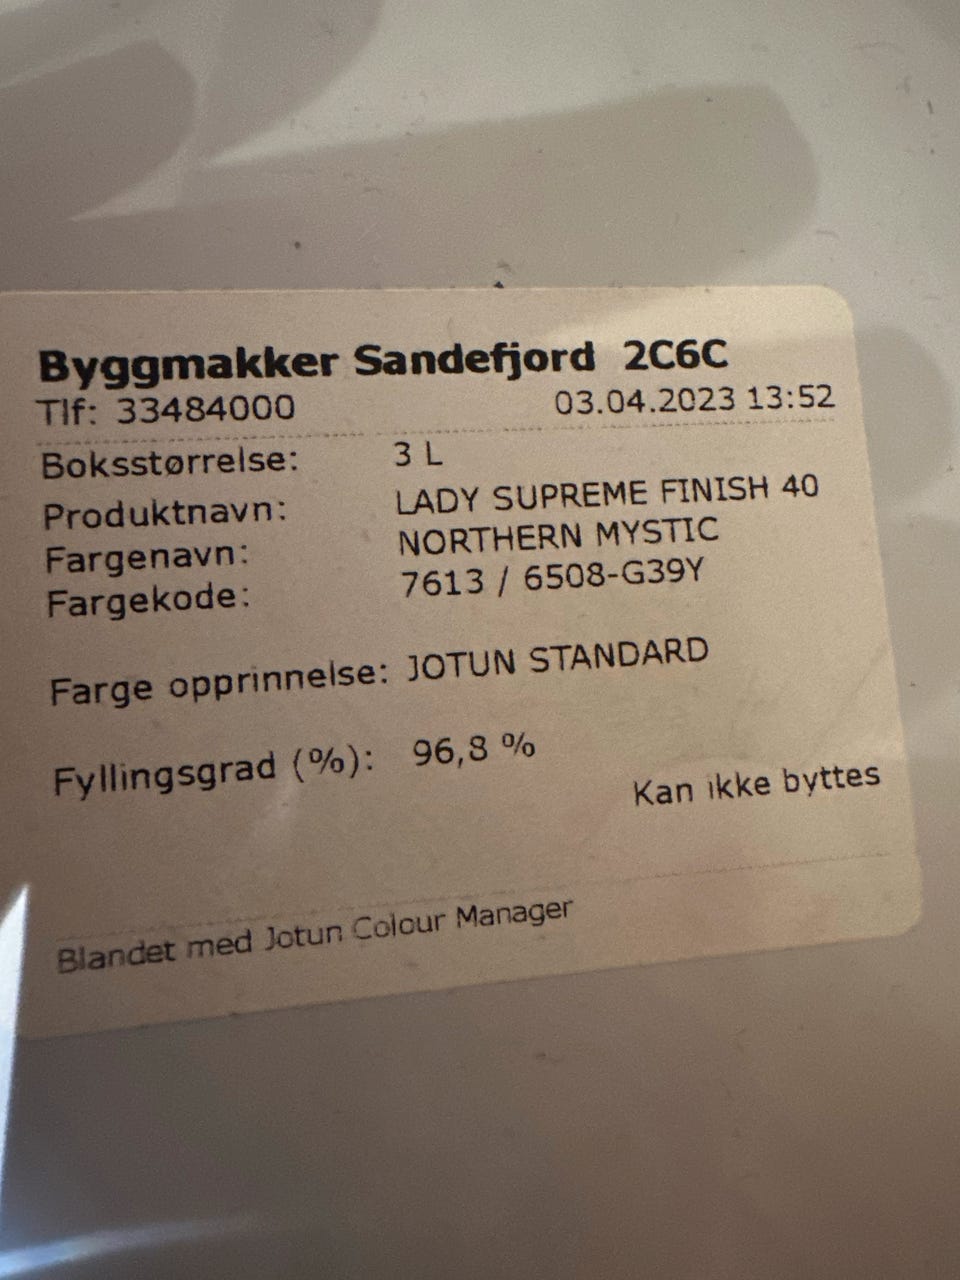 Byggmakker Sandefjord 2C6C
Tlf: 33484000 03.04.2023 13:52
Boksstørrelse: 3 L
Produktnavn: LADY SUPREME FINISH 40
Fargenavn: NORTHERN MYSTIC
Fargekode: 7613 / 6508-G39Y
Farge opprinnelse: JOTUN STANDARD
Fyllingsgrad (%): 96,8 %
Kan ikke byttes
Blandet med Jotun Colour Manager